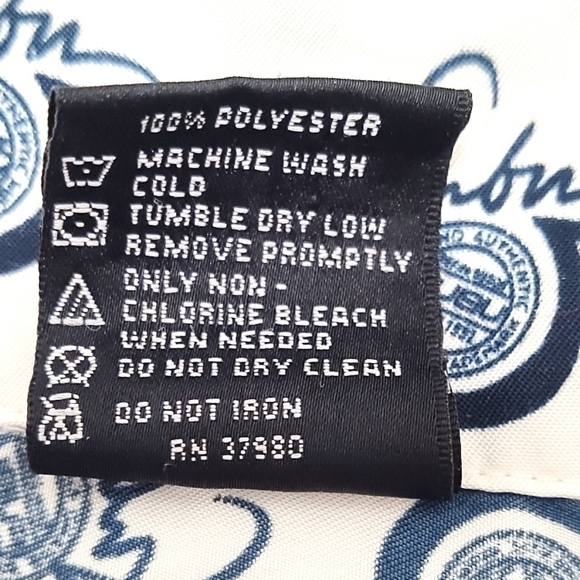 100% POLYESTER
MACHINE WASH
COLD
TUMBLE DRY LOW
REMOVE PROMPTLY
ONLY NON-
CHLORINE BLEACH
WHEN NEEDED
DO NOT DRY CLEAN
DO NOT IRON
RN 37980
AUTHENTIC